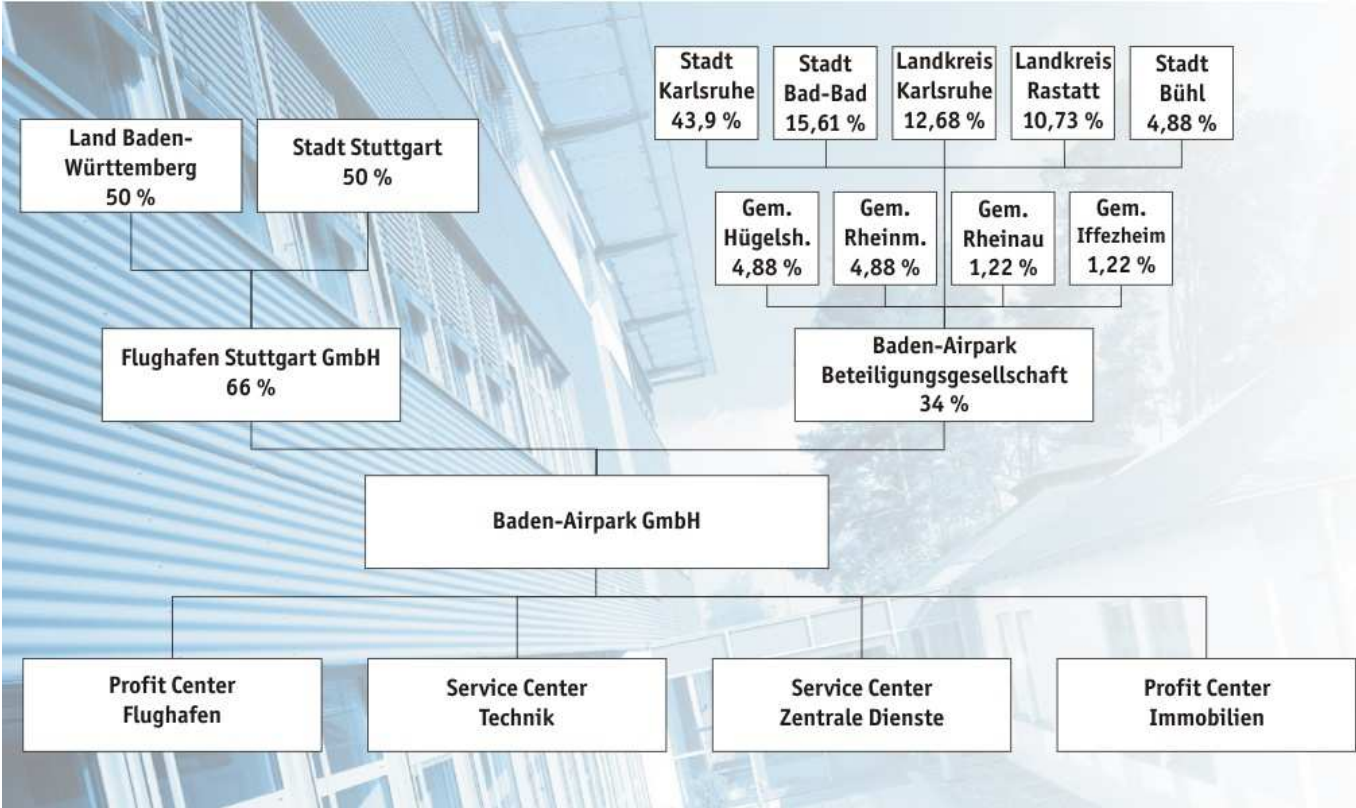 Stadt
Karlsruhe
43,9 %
Stadt
Bad-Bad
15,61 %
Landkreis
Karlsruhe
12,68 %
Landkreis
Rastatt
10,73 %
Stadt
Bühl
4,88 %
Land Baden-
Württemberg
50 %
Stadt Stuttgart
50 %
Gem.
Hügelsh.
4,88 %
Gem.
Rheinm.
4,88 %
Gem.
Rheinau
1,22 %
Gem.
Iffezheim
1,22 %
Flughafen Stuttgart GmbH
66 %
Baden-Airpark
Beteiligungsgesellschaft
34 %
Baden-Airpark GmbH
Profit Center
Flughafen
Service Center
Technik
Service Center
Zentrale Dienste
Profit Center
Immobilien